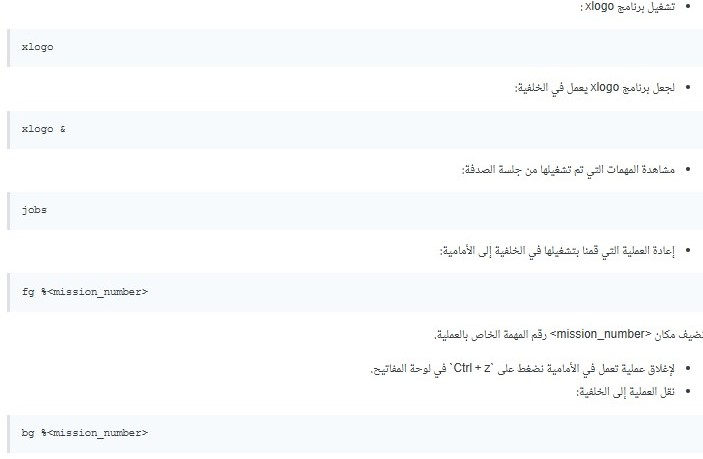 تشغيل برنامج xlogo :
xlogo
لجعل برنامج xlogo يعمل في الخلفية:
xlogo &
مشاهدة المهمات التي تم تشغيلها من جلسة الصدفة:
jobs
إعادة العملية التي قمنا بتشغيلها في الخلفية إلى الأمامية:
fg %<mission_number>
نضيف مكان <mission_number> رقم المهمة الخاص بالعملية.
لإغلاق عملية تعمل في الأمامية نضغط على `Ctrl + z` في لوحة المفاتيح.
نقل العملية إلى الخلفية:
bg %<mission_number>